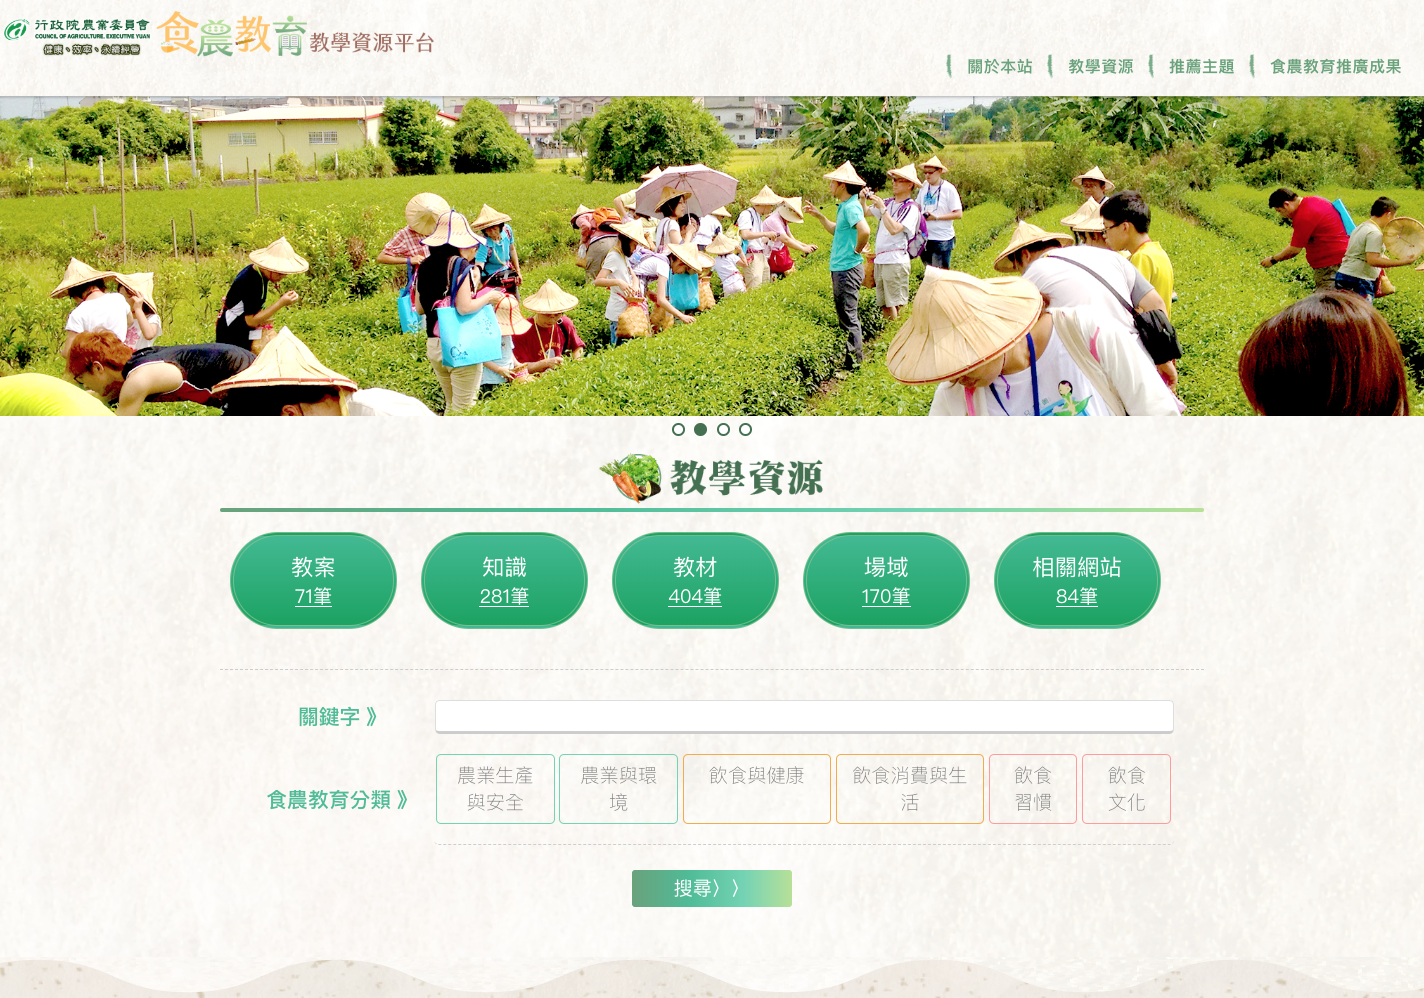 行政院農業委員會
COUNCIL OF AGRICULTURE, EXECUTIVE YUAN
健康、效率、永續經營
食農教育教學資源平台
關於本站
教學資源
推薦主題
食農教育推廣成果
教學資源
教案
71筆
知識
281筆
教材
404筆
場域
170筆
相關網站
84筆
關鍵字 》
食農教育分類 》
農業生產
與安全
農業與環
境
飲食與健康
飲食消費與生
活
飲食
習慣
飲食
文化
搜尋〉〉